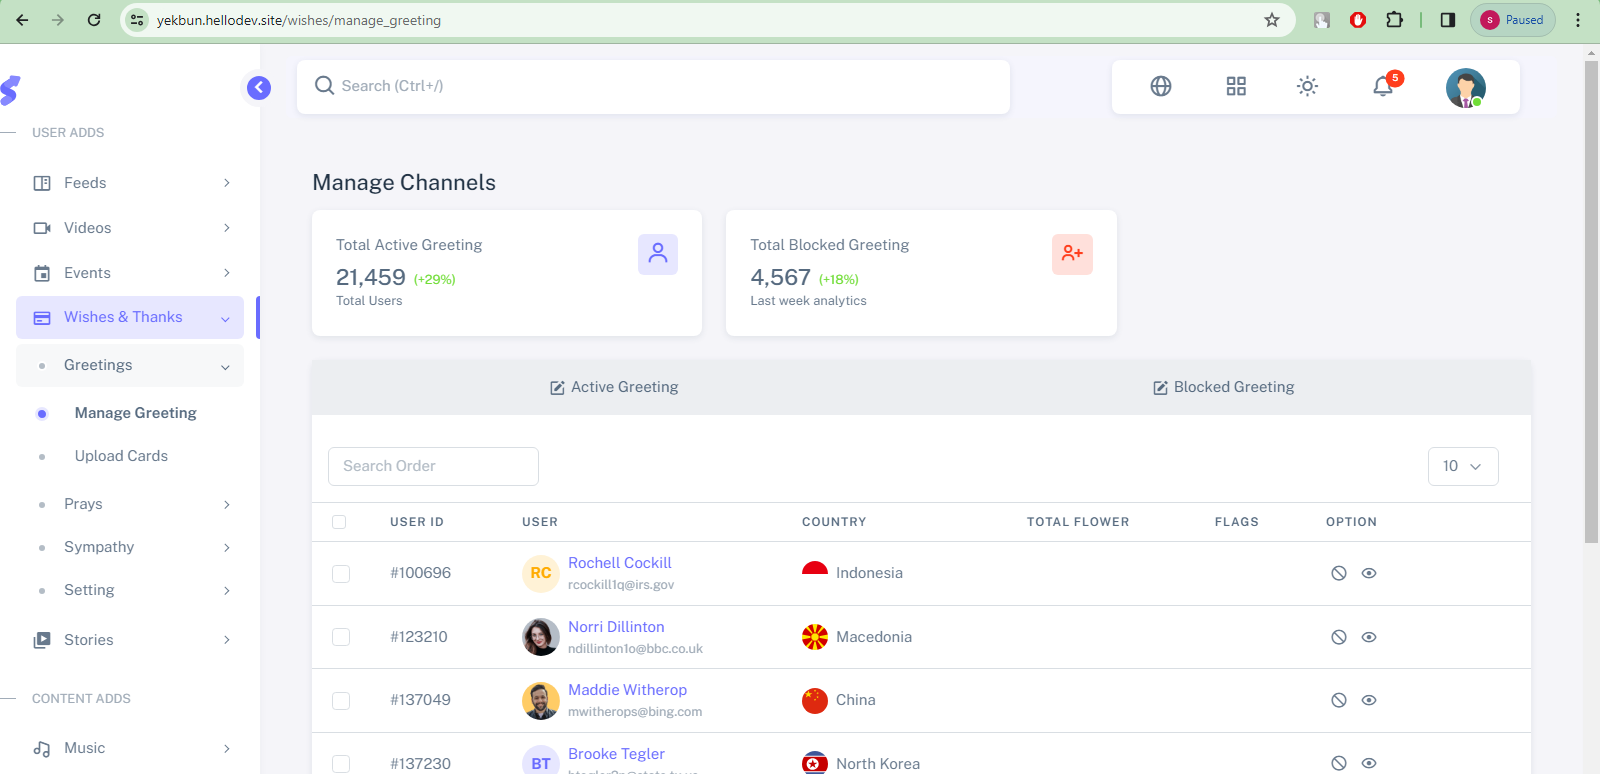 yekbun.hellodev.site/wishes/manage_greeting
S
Paused
Search (Ctrl+/)
5
USER ADDS
Feeds
Videos
Events
Wishes & Thanks
Greetings
Manage Greeting
Upload Cards
Prays
Sympathy
Setting
Stories
CONTENT ADDS
Music
Manage Channels
Total Active Greeting
21,459 (+29%)
Total Users
Total Blocked Greeting
4,567 (+18%)
Last week analytics
Active Greeting
Blocked Greeting
Search Order
10
USER ID USER COUNTRY TOTAL FLOWER FLAGS OPTION
#100696 RC Rochell Cockill Indonesia
rcockill1q@irs.gov
#123210 Norri Dillinton Macedonia
ndillinton1o@bbc.co.uk
#137049 Maddie Witherop China
mwitherops@bing.com
#137230 BT Brooke Tegler North Korea